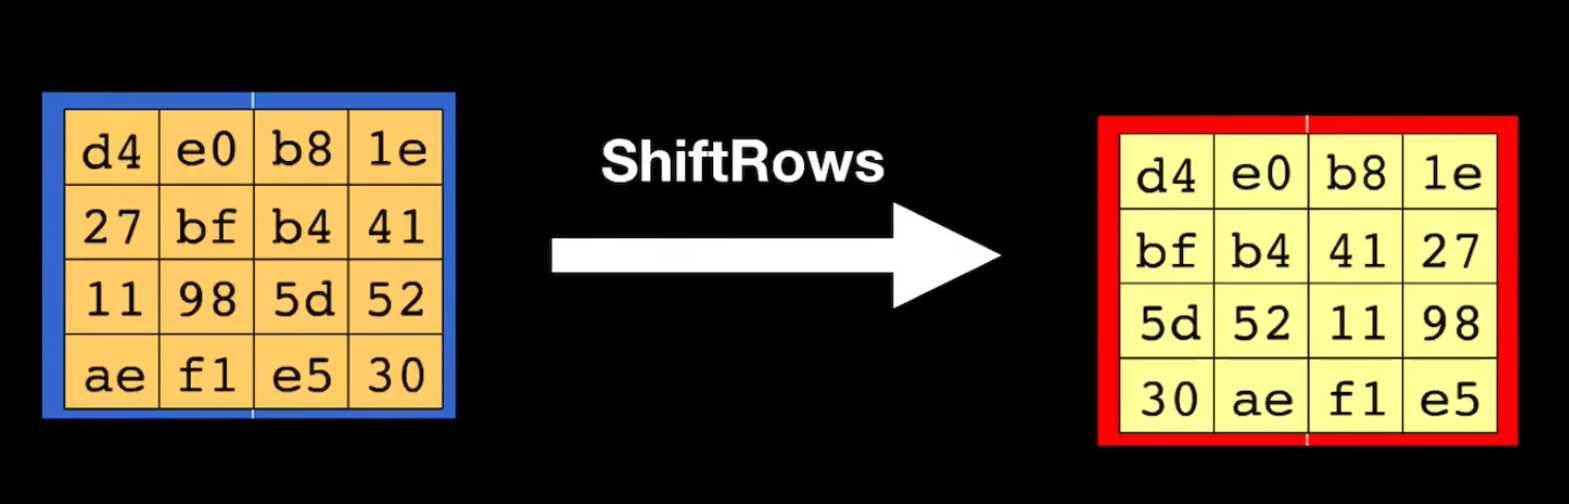 d4 e0 b8 1e
27 bf b4 41
11 98 5d 52
ae f1 e5 30
ShiftRows
d4 e0 b8 1e
bf b4 41 27
5d 52 11 98
30 ae f1 e5